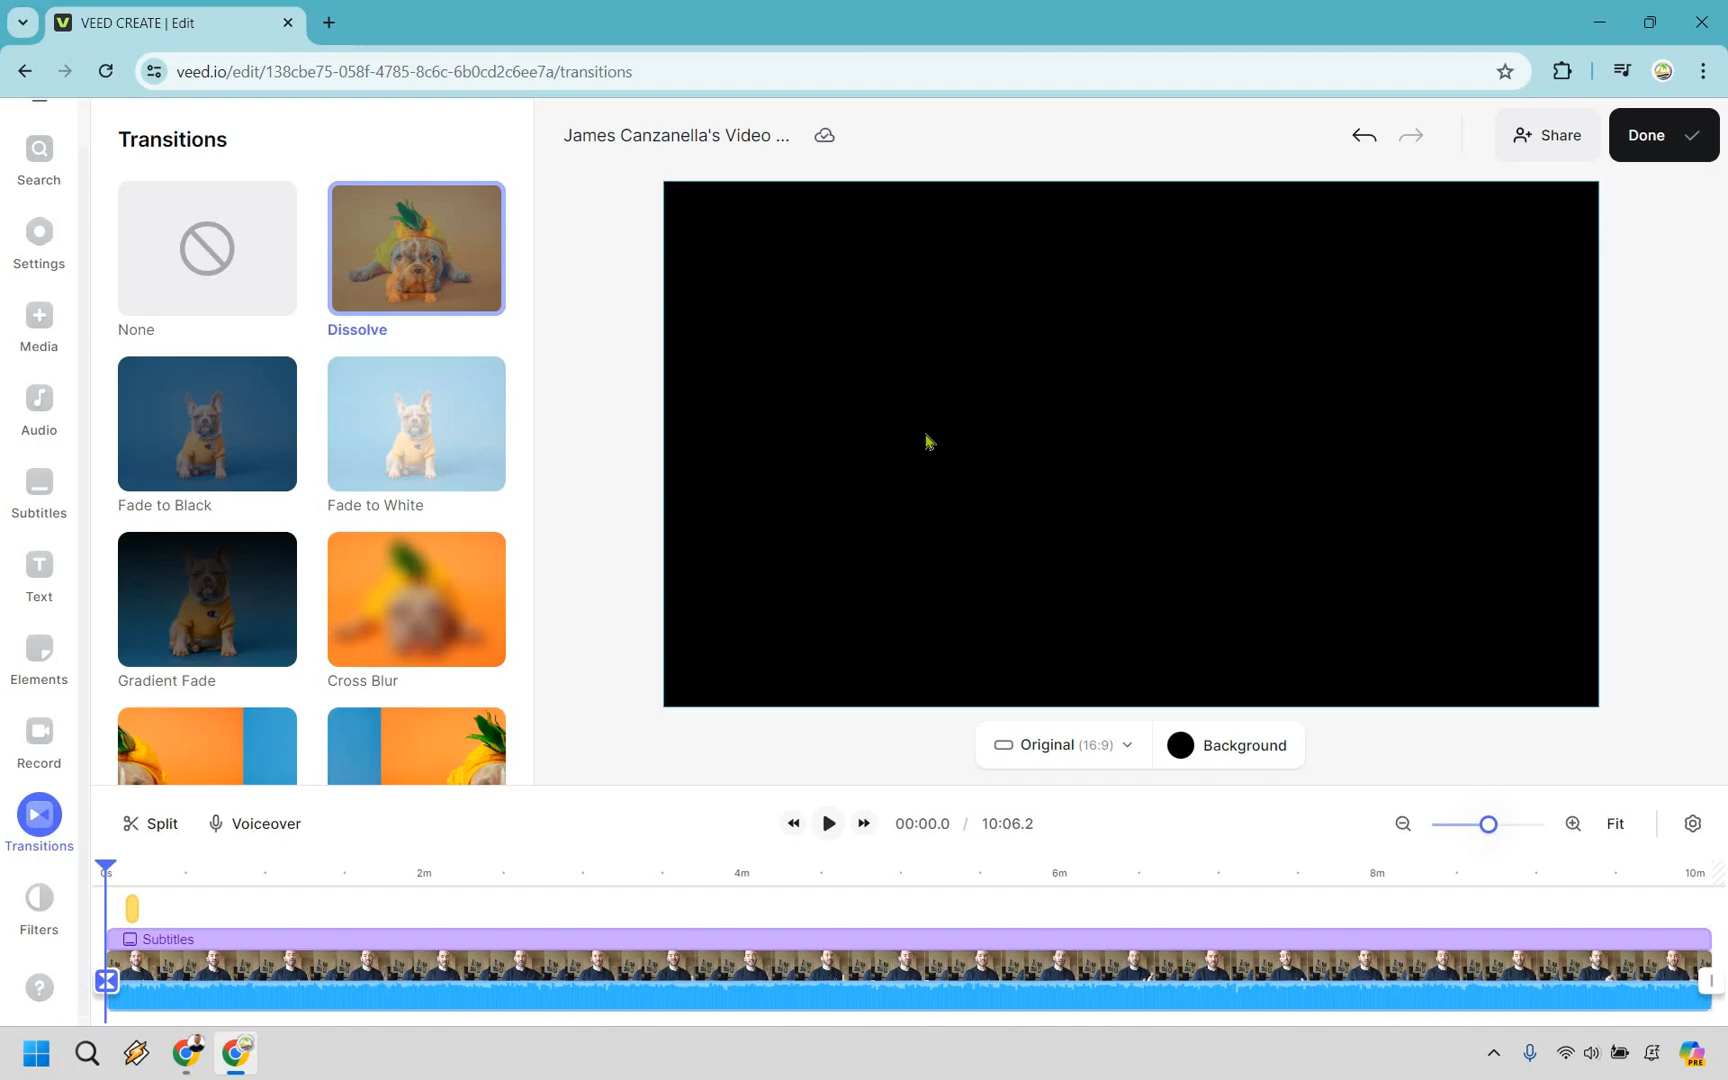 VEED CREATE | Edit
veed.io/edit/138cbe75-058f-4785-8c6c-6b0cd2c6ee7a/transitions
Search
Settings
Media
Audio
Subtitles
Text
Elements
Record
Transitions
Filters
Transitions
None
Dissolve
Fade to Black
Fade to White
Gradient Fade
Cross Blur
James Canzanella's Video ...
Share
Done
Original (16:9)
Background
Split
Voiceover
00:00.0 / 10:06.2
Fit
2m
4m
6m
8m
10m
Subtitles
PRE